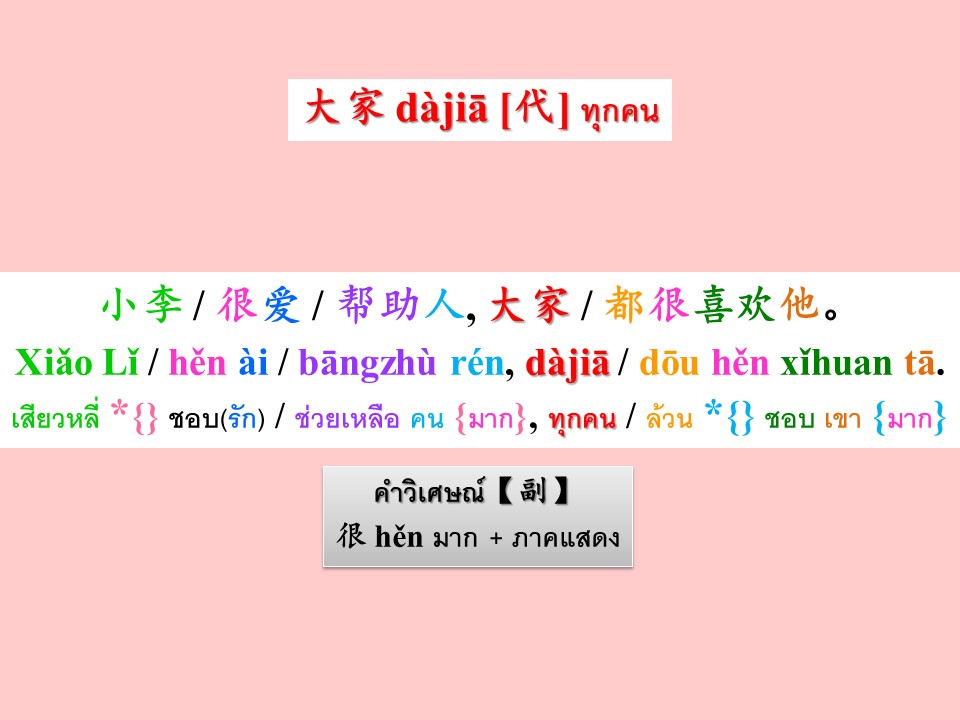 大家 dàjiā [代] ทุกคน
小李 / 很爱 / 帮助人, 大家 / 都很喜欢他。
Xiǎo Lǐ / hěn ài / bāngzhù rén, dàjiā / dōu hěn xǐhuan tā.
เสียวหลี่ *{} ชอบ(รัก) / ช่วยเหลือ คน {มาก}, ทุกคน / ล้วน *{} ชอบ เขา {มาก}
คำวิเศษณ์【副】
很 hěn มาก + ภาคแสดง